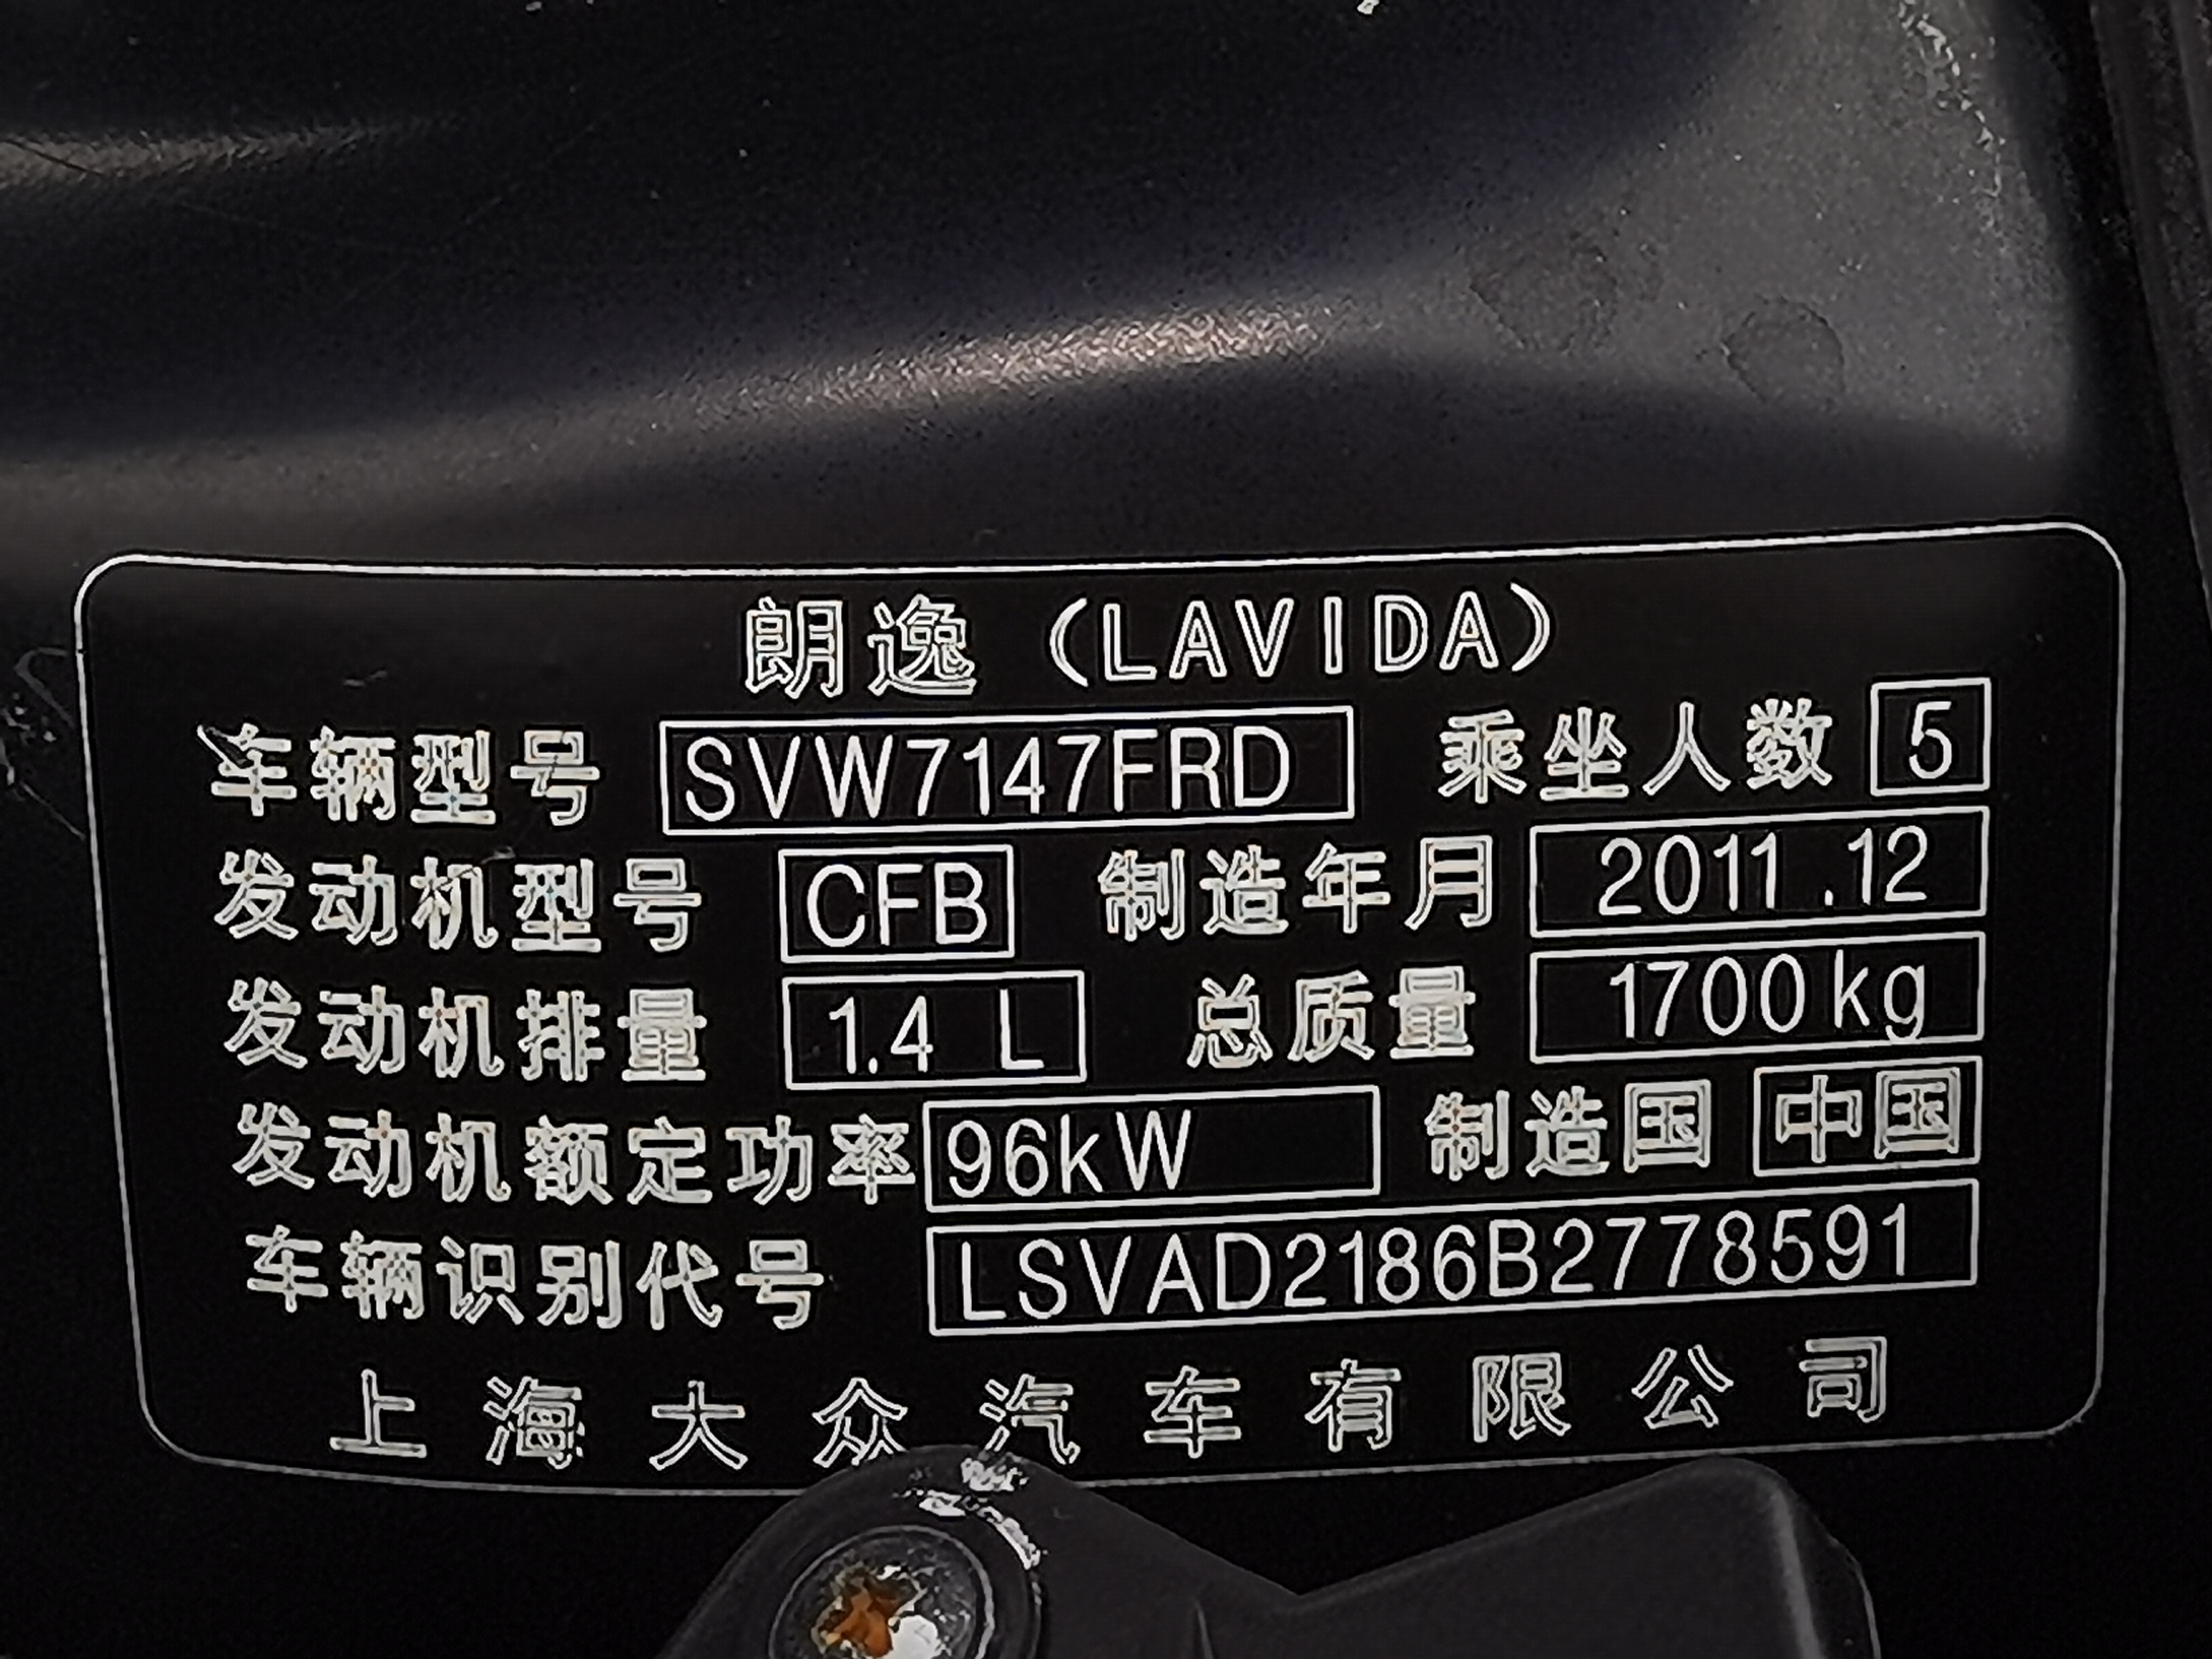 朗逸（LAVIDA）
车辆型号 SVW7147FRD 乘坐人数 5
发动机型号 CFB 制造年月 2011.12
发动机排量 1.4 L 总质量 1700kg
发动机额定功率 96kW 制造国 中国
车辆识别代号 LSVAD2186B2778591
上海大众汽车有限公司